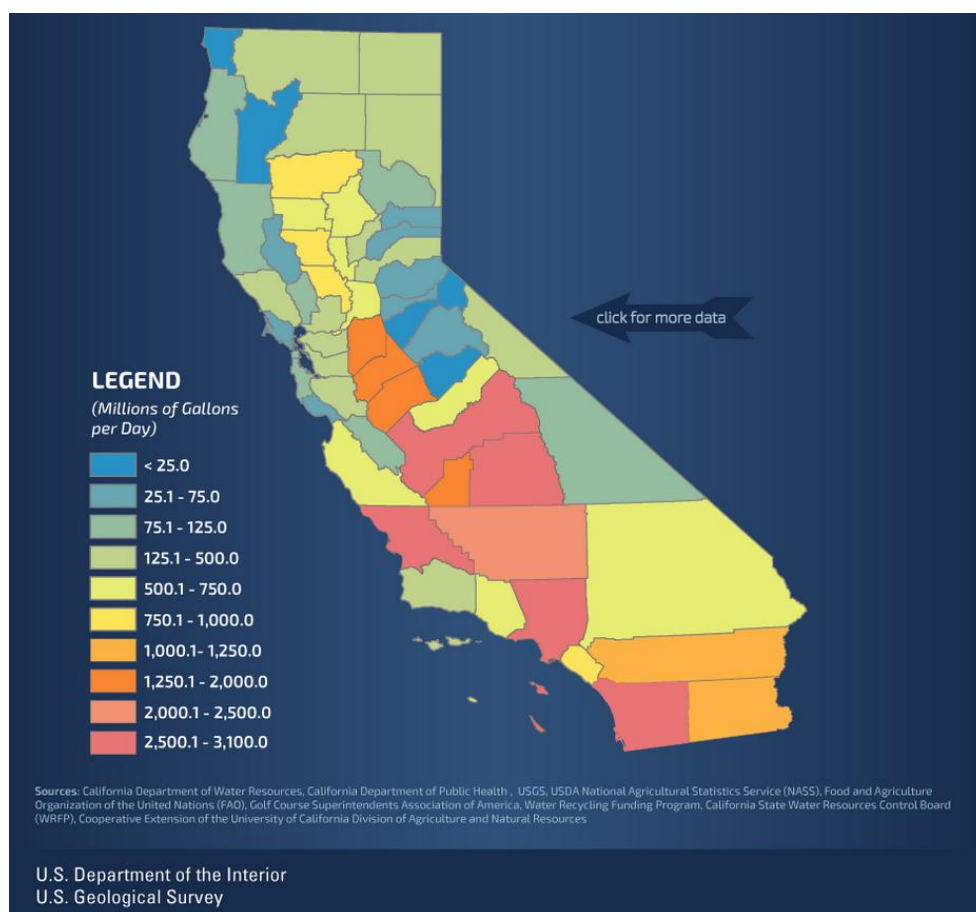 click for more data
LEGEND
(Millions of Gallons
per Day)
< 25.0
25.1 - 75.0
75.1 - 125.0
125.1 - 500.0
500.1 - 750.0
750.1 - 1,000.0
1,000.1- 1,250.0
1,250.1 - 2,000.0
2,000.1 - 2,500.0
2,500.1 - 3,100.0
Sources: California Department of Water Resources, California Department of Public Health , USGS, USDA National Agricultural Statistics Service (NASS), Food and Agriculture
Organization of the United Nations (FAO), Golf Course Superintendents Association of America, Water Recycling Funding Program, California State Water Resources Control Board
(WRFP), Cooperative Extension of the University of California Division of Agriculture and Natural Resources
U.S. Department of the Interior
U.S. Geological Survey